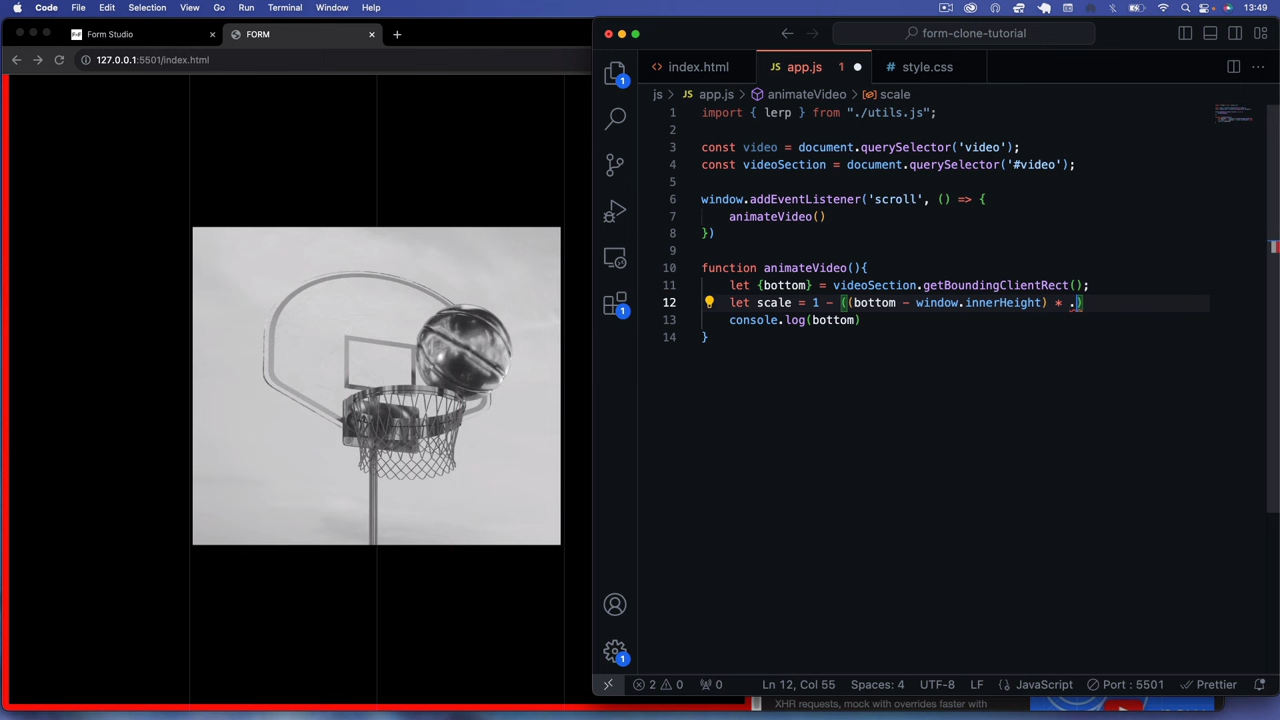 Code File Edit Selection View Go Run Terminal Window Help 13:49
Form Studio FORM
127.0.0.1:5501/index.html
form-clone-tutorial
index.html JS app.js 1 # style.css
js > JS app.js > animateVideo > scale
1 import { lerp } from "./utils.js";
2
3 const video = document.querySelector('video');
4 const videoSection = document.querySelector('#video');
5
6 window.addEventListener('scroll', () => {
7 animateVideo()
8 })
9
10 function animateVideo(){
11 let {bottom} = videoSection.getBoundingClientRect();
12 let scale = 1 - ((bottom - window.innerHeight) * .)
13 console.log(bottom)
14 }
1
1
1
2 0 0 Ln 12, Col 55 Spaces: 4 UTF-8 LF JavaScript Port : 5501 Prettier
XHR requests, mock with overrides faster with